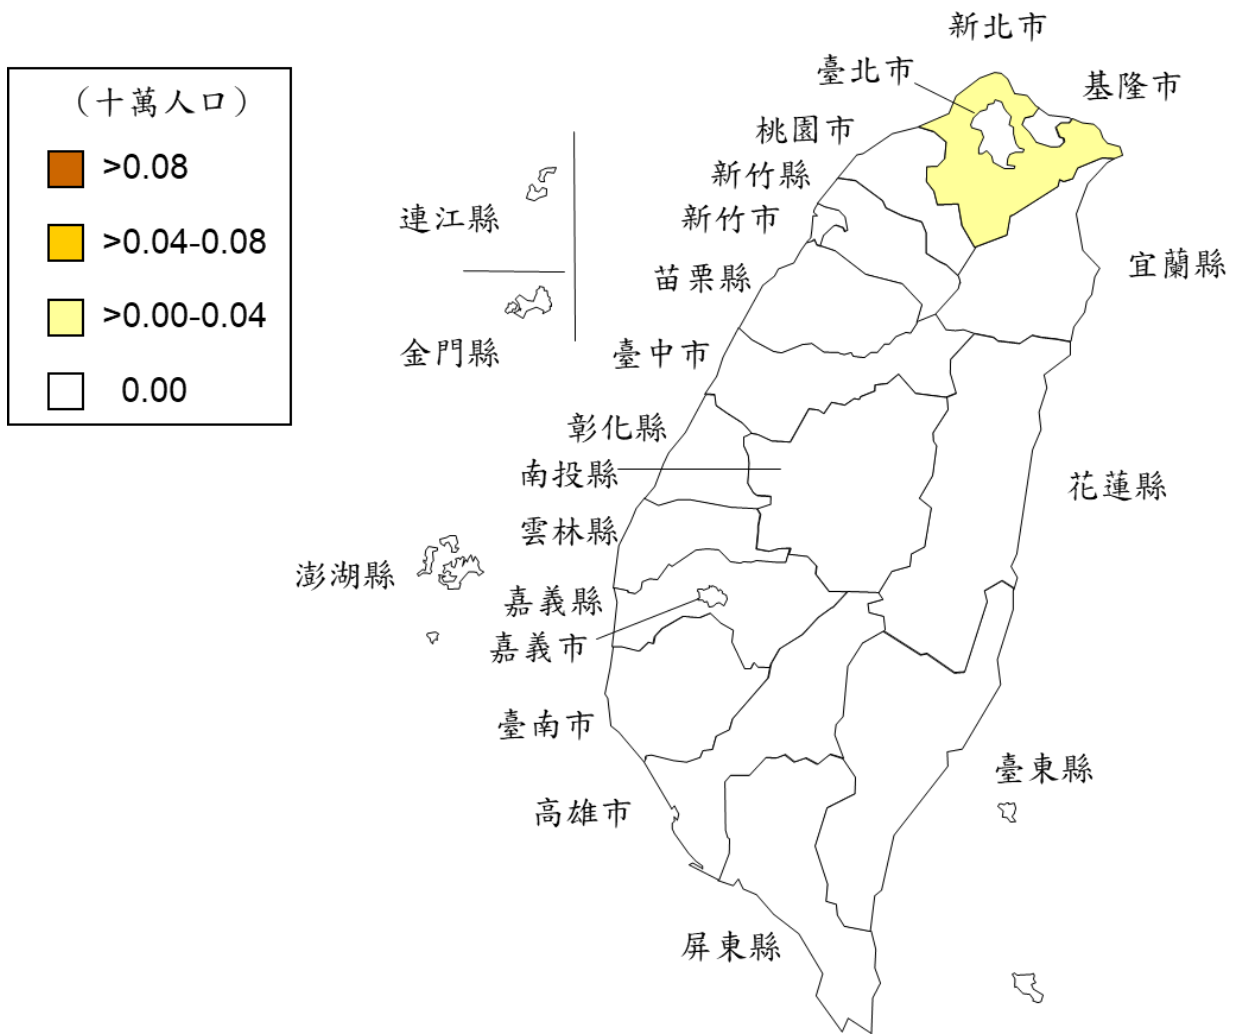 （十萬人口）
>0.08
>0.04-0.08
>0.00-0.04
0.00
新北市
臺北市
基隆市
桃園市
新竹縣
新竹市
連江縣
宜蘭縣
苗栗縣
金門縣
臺中市
彰化縣
南投縣
花蓮縣
雲林縣
澎湖縣
嘉義縣
嘉義市
臺南市
臺東縣
高雄市
屏東縣